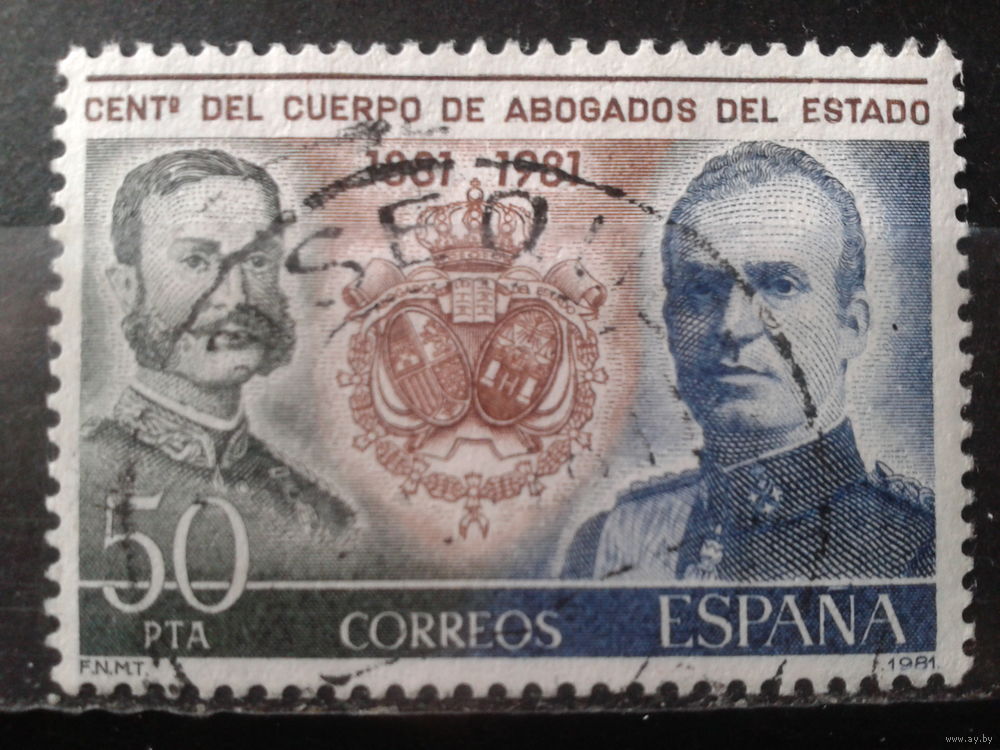 CENTº DEL CUERPO DE ABOGADOS DEL ESTADO
1881 1981
50
PTA
CORREOS
ESPAÑA
F.N.M.T.
1981
www.ay.by